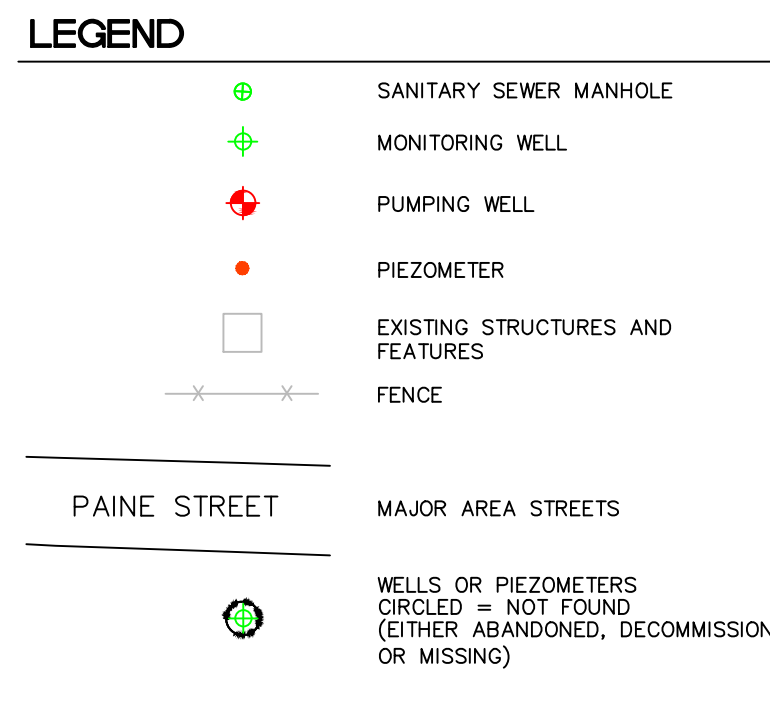 LEGEND
SANITARY SEWER MANHOLE
MONITORING WELL
PUMPING WELL
PIEZOMETER
EXISTING STRUCTURES AND
FEATURES
FENCE
PAINE STREET
MAJOR AREA STREETS
WELLS OR PIEZOMETERS
CIRCLED = NOT FOUND
(EITHER ABANDONED, DECOMMISSION
OR MISSING)